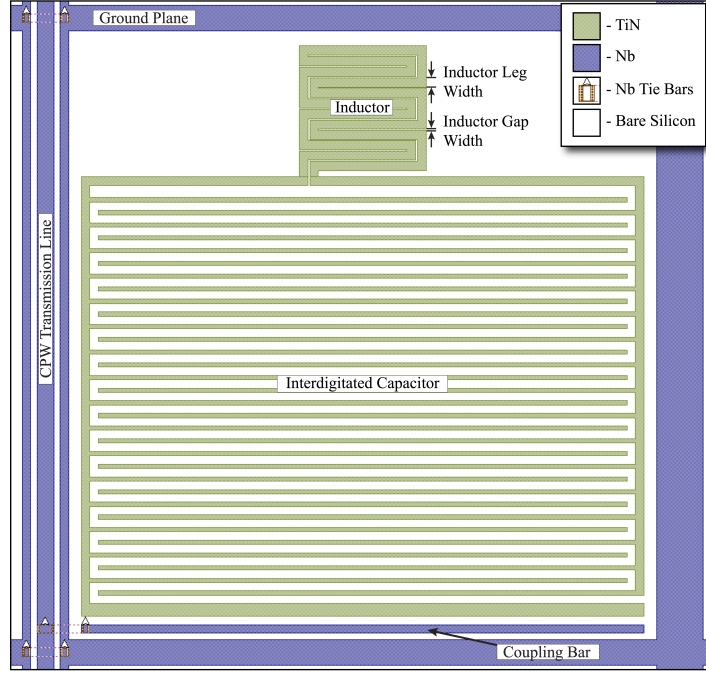 Ground Plane
- TiN
- Nb
- Nb Tie Bars
- Bare Silicon
Inductor Leg
Width
Inductor
Inductor Gap
Width
CPW Transmission Line
Interdigitated Capacitor
Coupling Bar